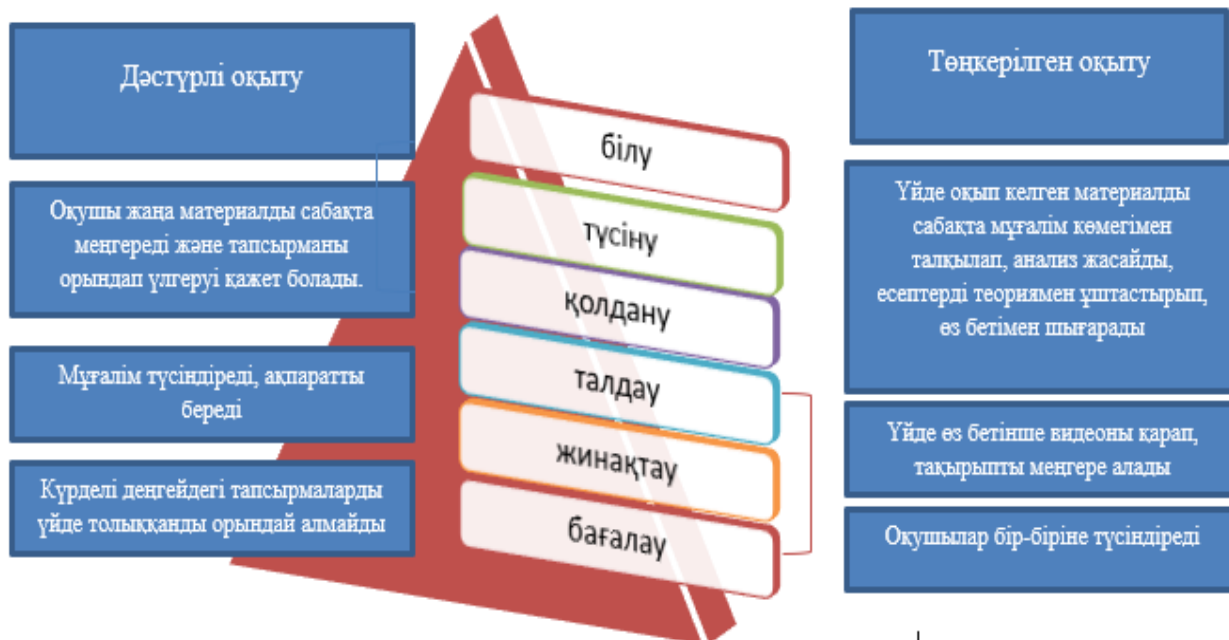 Дәстүрлі оқыту
Оқушы жаңа материалды сабақта
меңгереді және тапсырманы
орындап үлгеруі қажет болады.
Мұғалім түсіндіреді, ақпаратты
береді
Күрделі деңгейдегі тапсырмаларды
үйде толыққанды орындай алмайды
білу
түсіну
қолдану
талдау
жинақтау
бағалау
Төңкерілген оқыту
Үйде оқып келген материалды
сабақта мұғалім көмегімен
талқылап, анализ жасайды,
есептерді теориямен ұштастырып,
өз бетімен шығарады
Үйде өз бетінше видеоны қарап,
тақырыпты меңгере алады
Оқушылар бір-біріне түсіндіреді